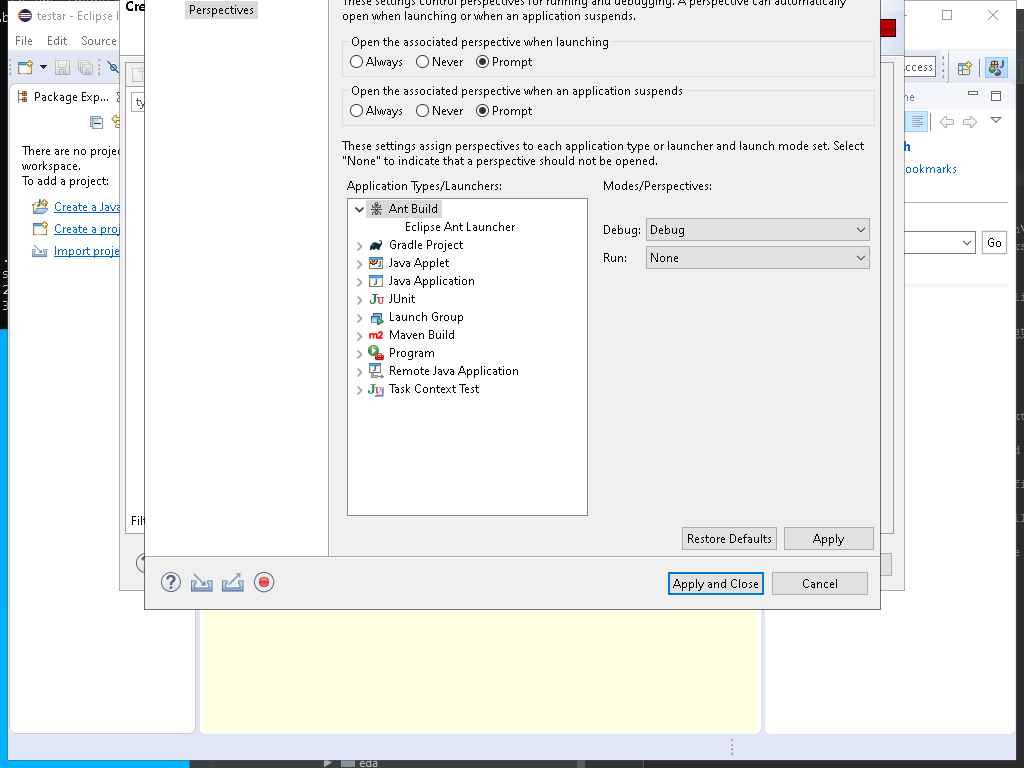 testar - Eclipse
Cre
Perspectives
These settings control perspectives for running and debugging. A perspective can automatically
open when launching or when an application suspends.
File Edit Source
Open the associated perspective when launching
Always Never Prompt
Open the associated perspective when an application suspends
Always Never Prompt
Package Exp...
ty
There are no proje
workspace.
To add a project:
Create a Java
Create a proj
Import proje
These settings assign perspectives to each application type or launcher and launch mode set. Select
"None" to indicate that a perspective should not be opened.
Application Types/Launchers:
Modes/Perspectives:
Ant Build
Eclipse Ant Launcher
Gradle Project
Java Applet
Java Application
JUnit
Launch Group
Maven Build
Program
Remote Java Application
Task Context Test
Debug: Debug
Run: None
Filt
Restore Defaults Apply
Apply and Close Cancel
ccess
ne
h
ookmarks
Go
eda